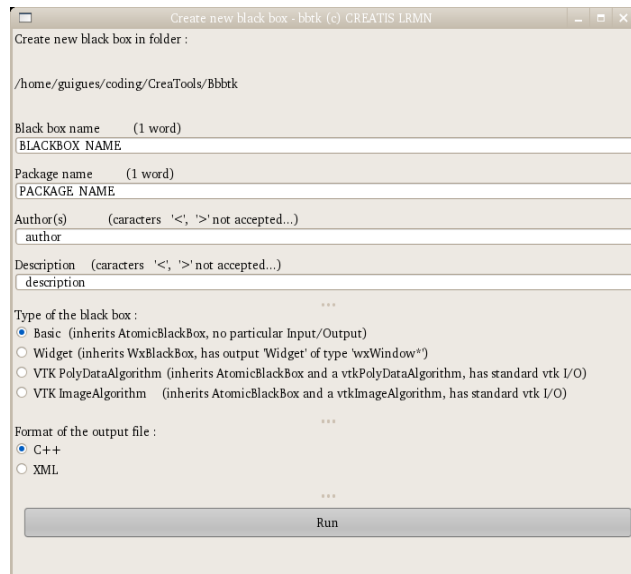 Create new black box - bbtk (c) CREATIS LRMN
Create new black box in folder :
/home/guigues/coding/CreaTools/Bbbtk
Black box name (1 word)
BLACKBOX NAME
Package name (1 word)
PACKAGE NAME
Author(s) (caracters '<', '>' not accepted...)
author
Description (caracters '<', '>' not accepted...)
description
Type of the black box :
Basic (inherits AtomicBlackBox, no particular Input/Output)
Widget (inherits WxBlackBox, has output 'Widget' of type 'wxWindow*')
VTK PolyDataAlgorithm (inherits AtomicBlackBox and a vtkPolyDataAlgorithm, has standard vtk I/O)
VTK ImageAlgorithm (inherits AtomicBlackBox and a vtkImageAlgorithm, has standard vtk I/O)
Format of the output file :
C++
XML
Run